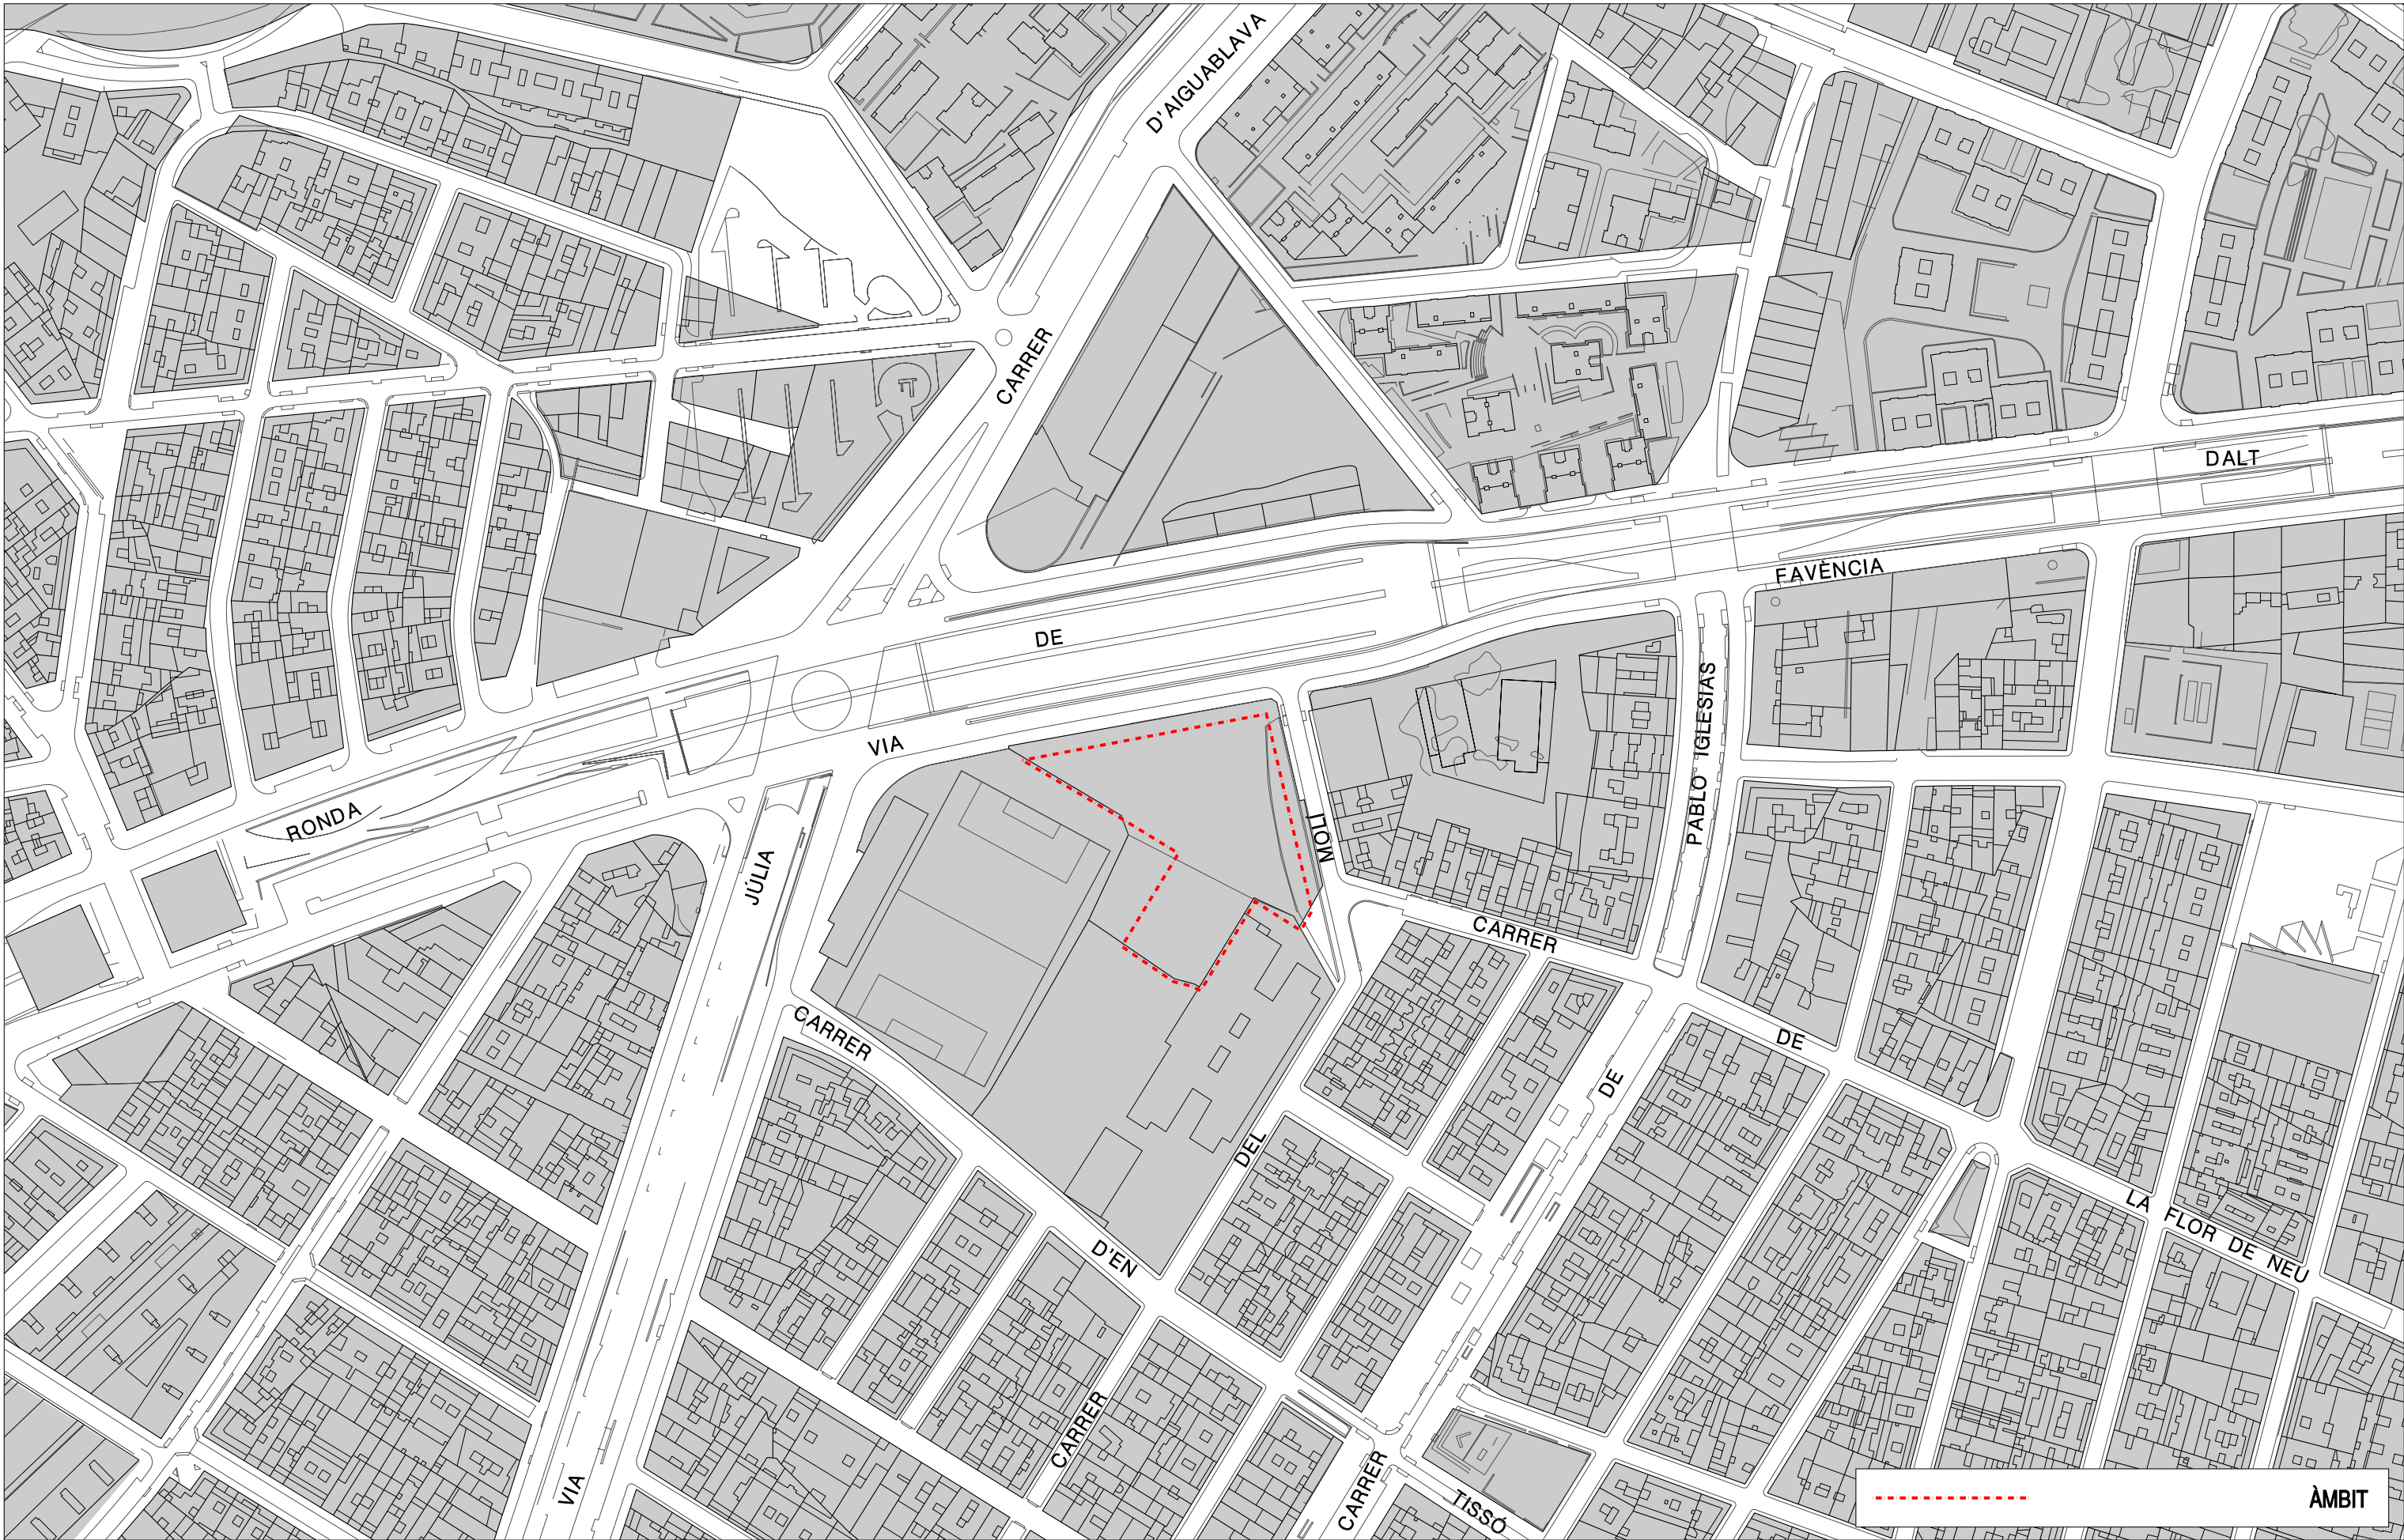 CARRER D'AIGUABLAVA
RONDA DE DALT
VIA FAVÈNCIA
VIA JÚLIA
PABLO IGLESIAS
CARRER DE
CARRER DEL MOLÍ
CARRER DE LA FLOR DE NEU
CARRER D'EN TISSÓ
ÀMBIT